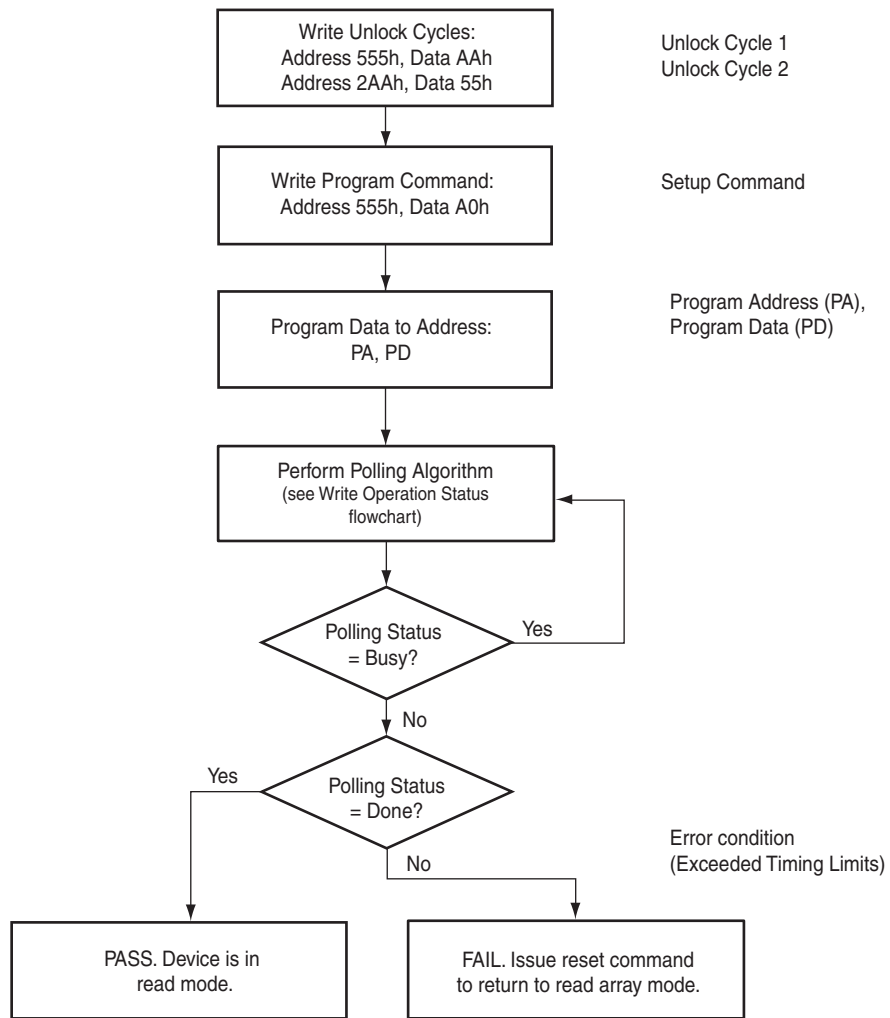 Write Unlock Cycles:
Address 555h, Data AAh
Address 2AAh, Data 55h
Unlock Cycle 1
Unlock Cycle 2
Write Program Command:
Address 555h, Data A0h
Setup Command
Program Data to Address:
PA, PD
Program Address (PA),
Program Data (PD)
Perform Polling Algorithm
(see Write Operation Status
flowchart)
Polling Status
= Busy?
Yes
No
Polling Status
= Done?
Yes
No
Error condition
(Exceeded Timing Limits)
PASS. Device is in
read mode.
FAIL. Issue reset command
to return to read array mode.